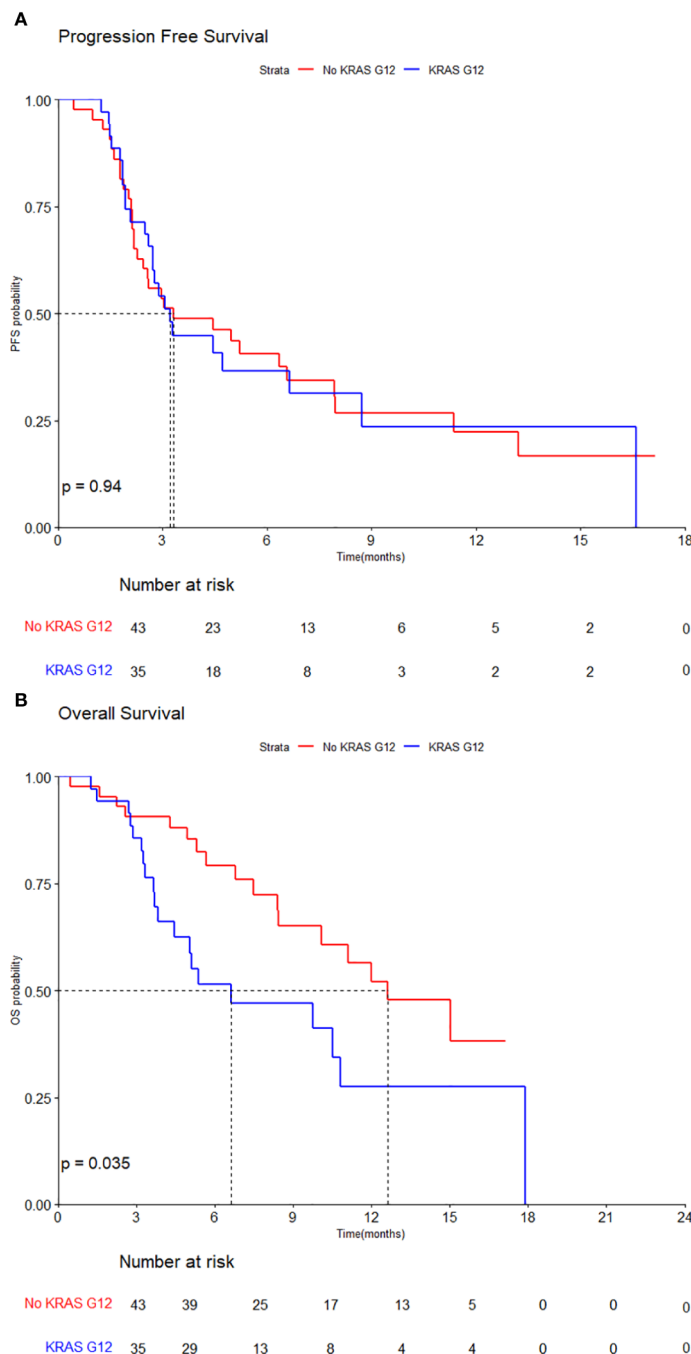 A
Progression Free Survival
Strata No KRAS G12 KRAS G12
1.00
0.75
0.50
0.25
0.00
PFS probability
p = 0.94
0 3 6 9 12 15 18
Time(months)
Number at risk
No KRAS G12 43 23 13 6 5 2 0
KRAS G12 35 18 8 3 2 2 0
B
Overall Survival
Strata No KRAS G12 KRAS G12
1.00
0.75
0.50
0.25
0.00
OS probability
p = 0.035
0 3 6 9 12 15 18 21 24
Time(months)
Number at risk
No KRAS G12 43 39 25 17 13 5 0 0 0
KRAS G12 35 29 13 8 4 4 0 0 0